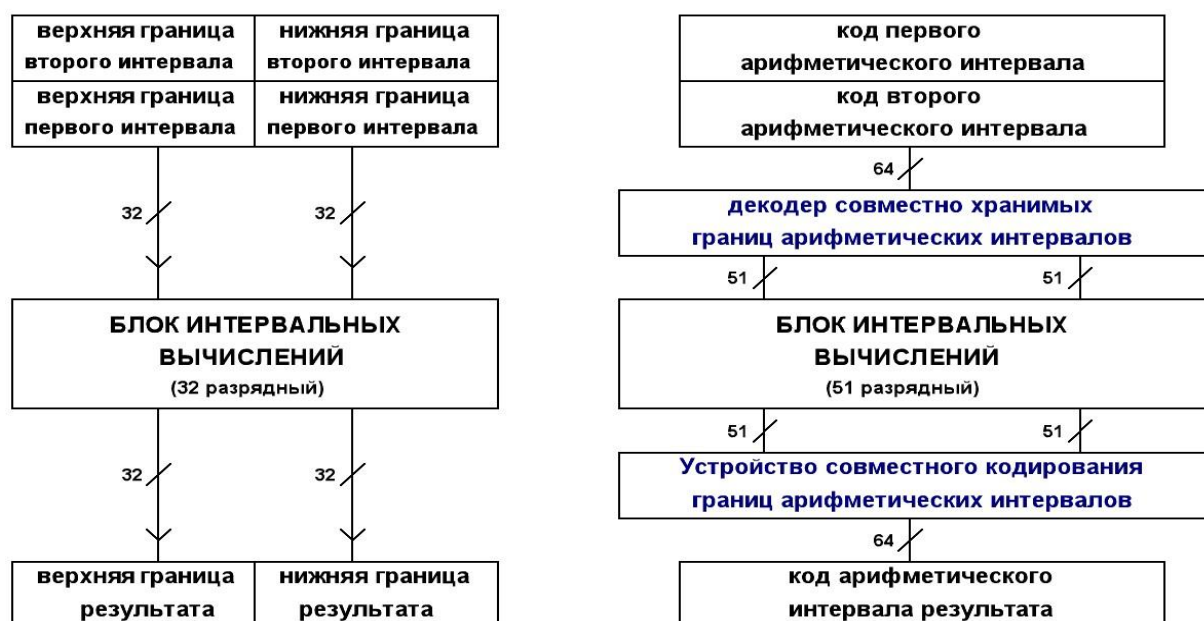 верхняя граница
второго интервала
нижняя граница
второго интервала
верхняя граница
первого интервала
нижняя граница
первого интервала
32
32
БЛОК ИНТЕРВАЛЬНЫХ
ВЫЧИСЛЕНИЙ
(32 разрядный)
32
32
верхняя граница
результата
нижняя граница
результата
код первого
арифметического интервала
код второго
арифметического интервала
64
декодер совместно хранимых
границ арифметических интервалов
51
51
БЛОК ИНТЕРВАЛЬНЫХ
ВЫЧИСЛЕНИЙ
(51 разрядный)
51
51
Устройство совместного кодирования
границ арифметических интервалов
64
код арифметического
интервала результата